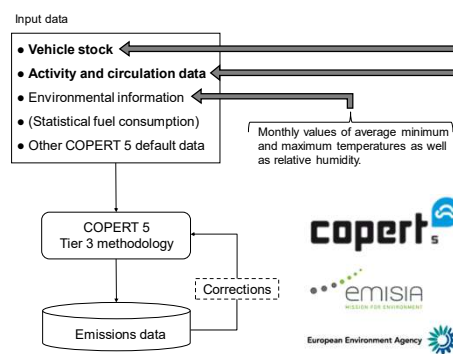 Input data
● Vehicle stock
● Activity and circulation data
● Environmental information
● (Statistical fuel consumption)
● Other COPERT 5 default data
Monthly values of average minimum
and maximum temperatures as well
as relative humidity.
COPERT 5
Tier 3 methodology
Corrections
Emissions data
copert
5
emisia
MISSION FOR ENVIRONMENT
European Environment Agency